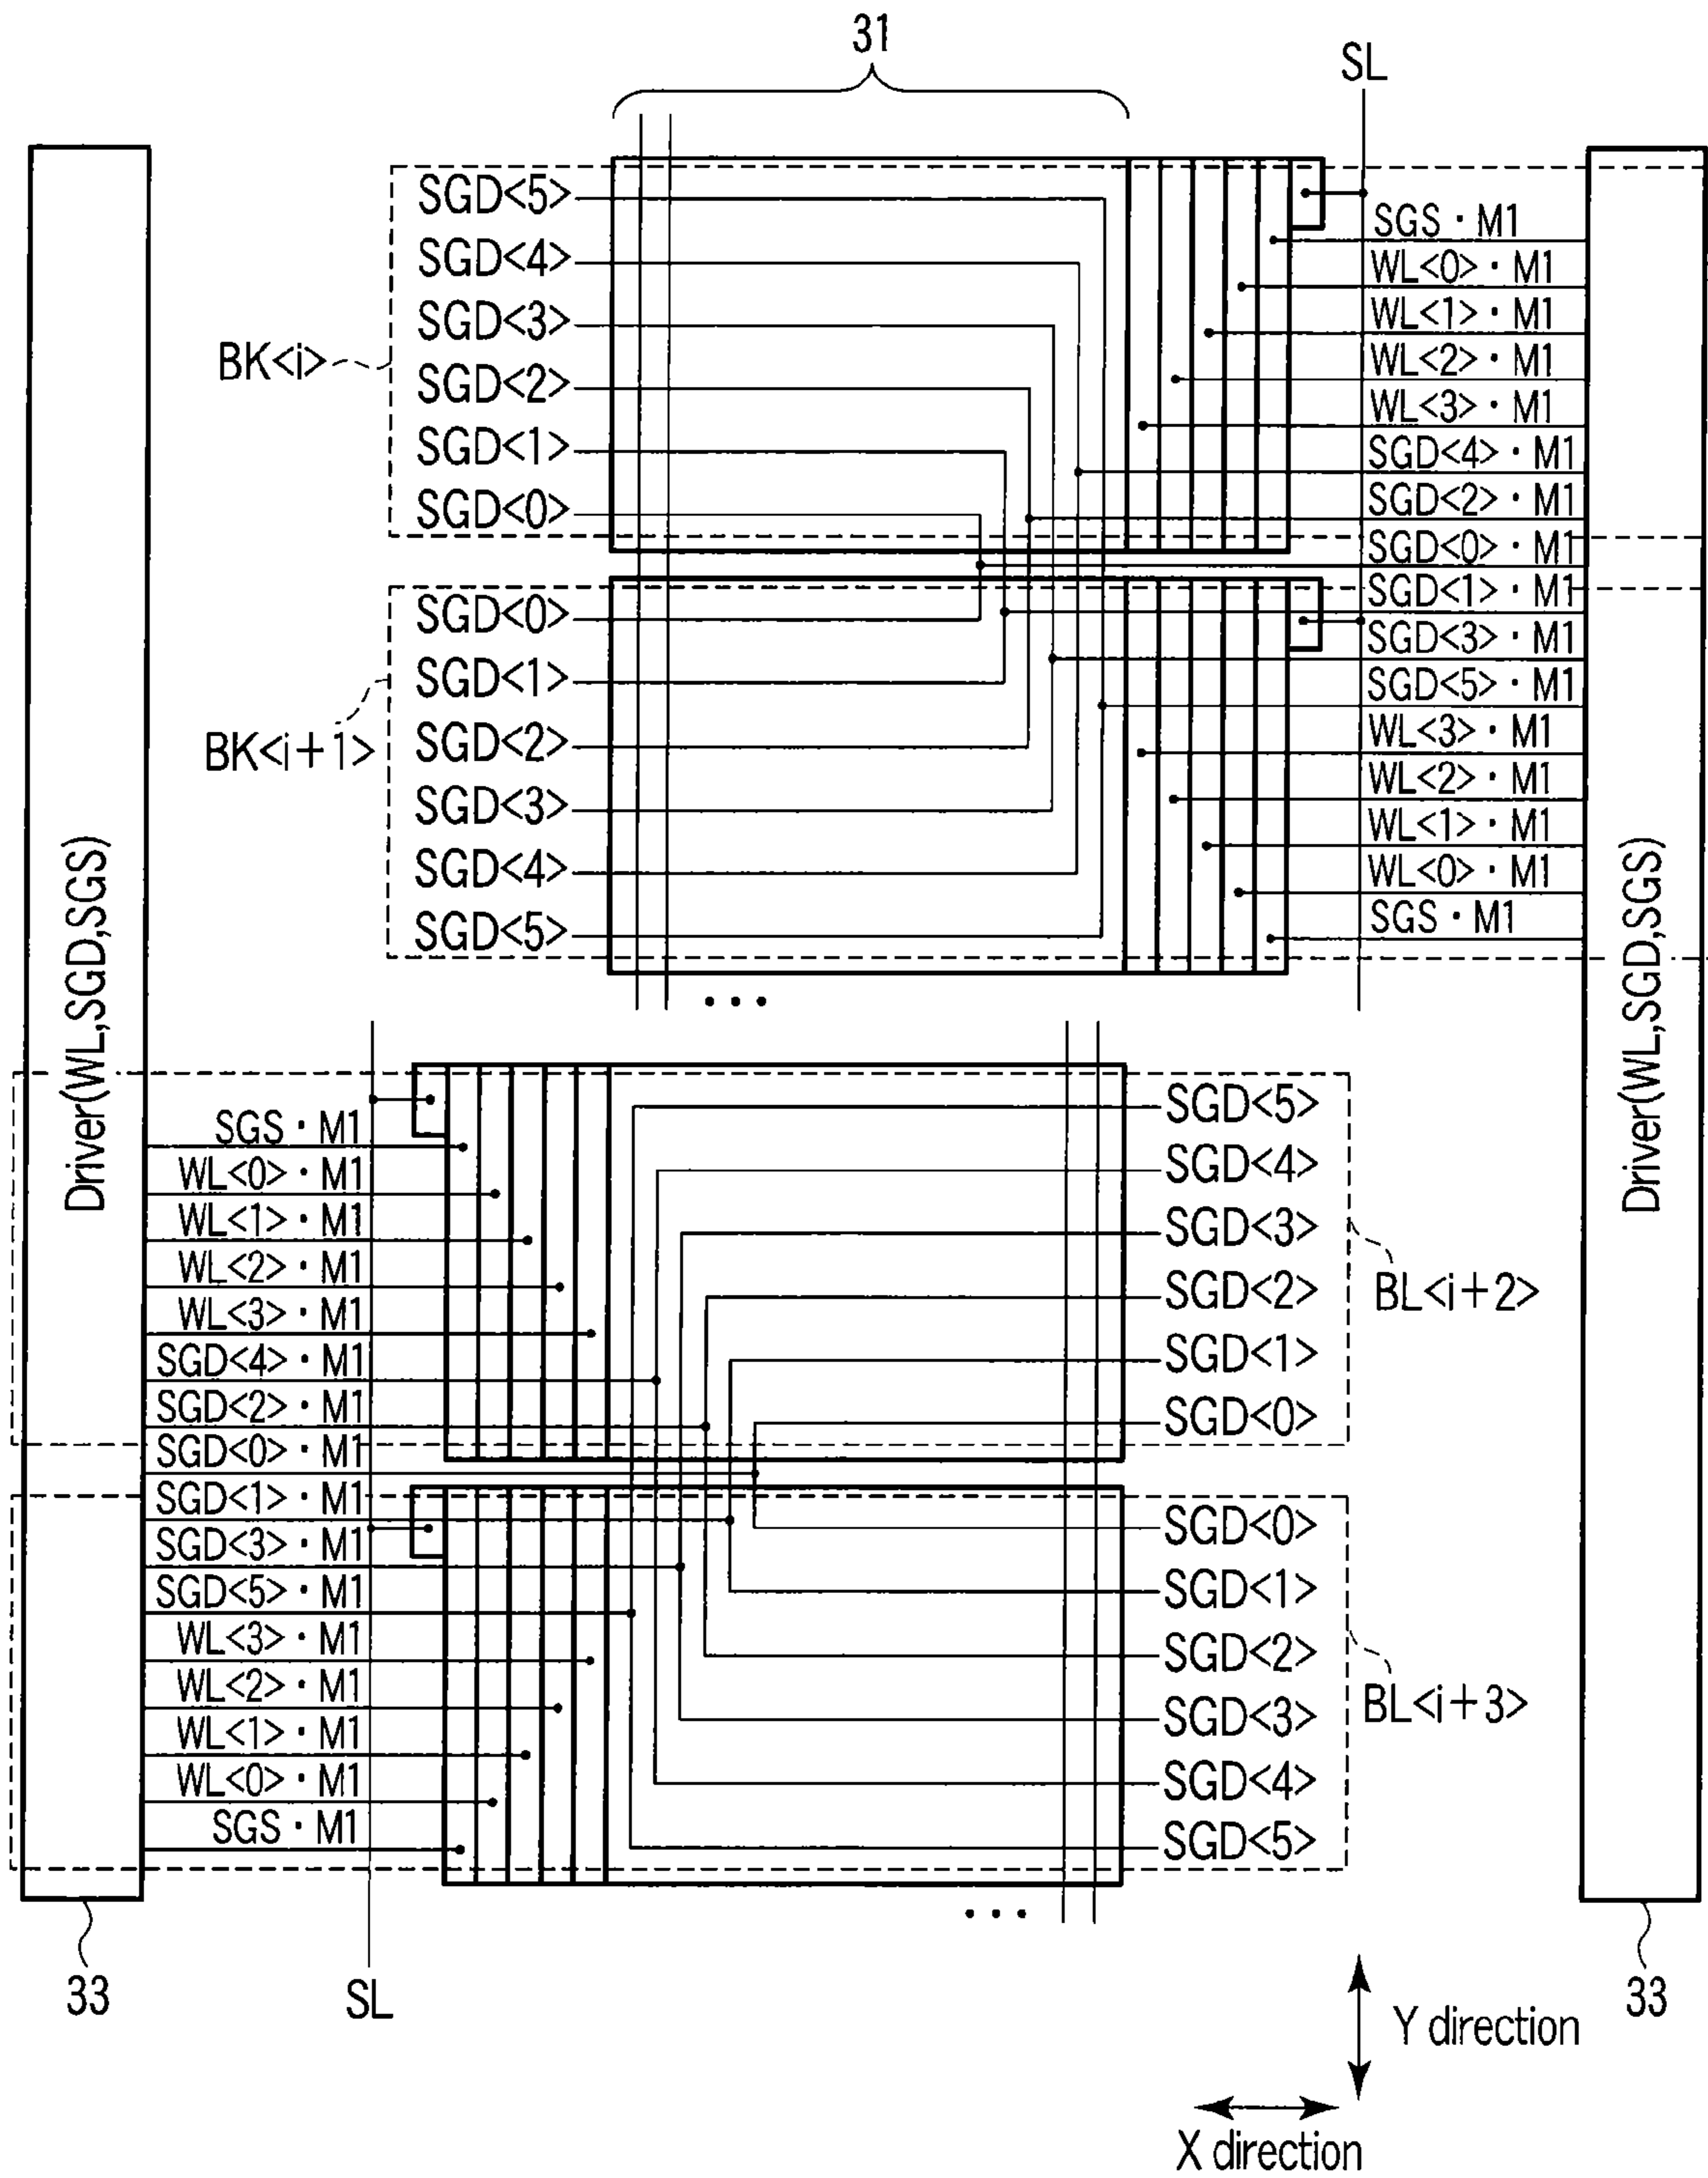 31
SL
SGD<5>
SGD<4>
SGD<3>
SGD<2>
SGD<1>
SGD<0>
BK<i>
SGS・M1
WL<0>・M1
WL<1>・M1
WL<2>・M1
WL<3>・M1
SGD<4>・M1
SGD<2>・M1
SGD<0>・M1
SGD<1>・M1
SGD<3>・M1
SGD<5>・M1
WL<3>・M1
WL<2>・M1
WL<1>・M1
WL<0>・M1
SGS・M1
SGD<0>
SGD<1>
SGD<2>
SGD<3>
SGD<4>
SGD<5>
BK<i+1>
...
Driver(WL,SGD,SGS)
Driver(WL,SGD,SGS)
SGS・M1
WL<0>・M1
WL<1>・M1
WL<2>・M1
WL<3>・M1
SGD<4>・M1
SGD<2>・M1
SGD<0>・M1
SGD<1>・M1
SGD<3>・M1
SGD<5>・M1
WL<3>・M1
WL<2>・M1
WL<1>・M1
WL<0>・M1
SGS・M1
SGD<5>
SGD<4>
SGD<3>
SGD<2>
SGD<1>
SGD<0>
BL<i+2>
SGD<0>
SGD<1>
SGD<2>
SGD<3>
SGD<4>
SGD<5>
BL<i+3>
...
33
SL
33
Y direction
X direction